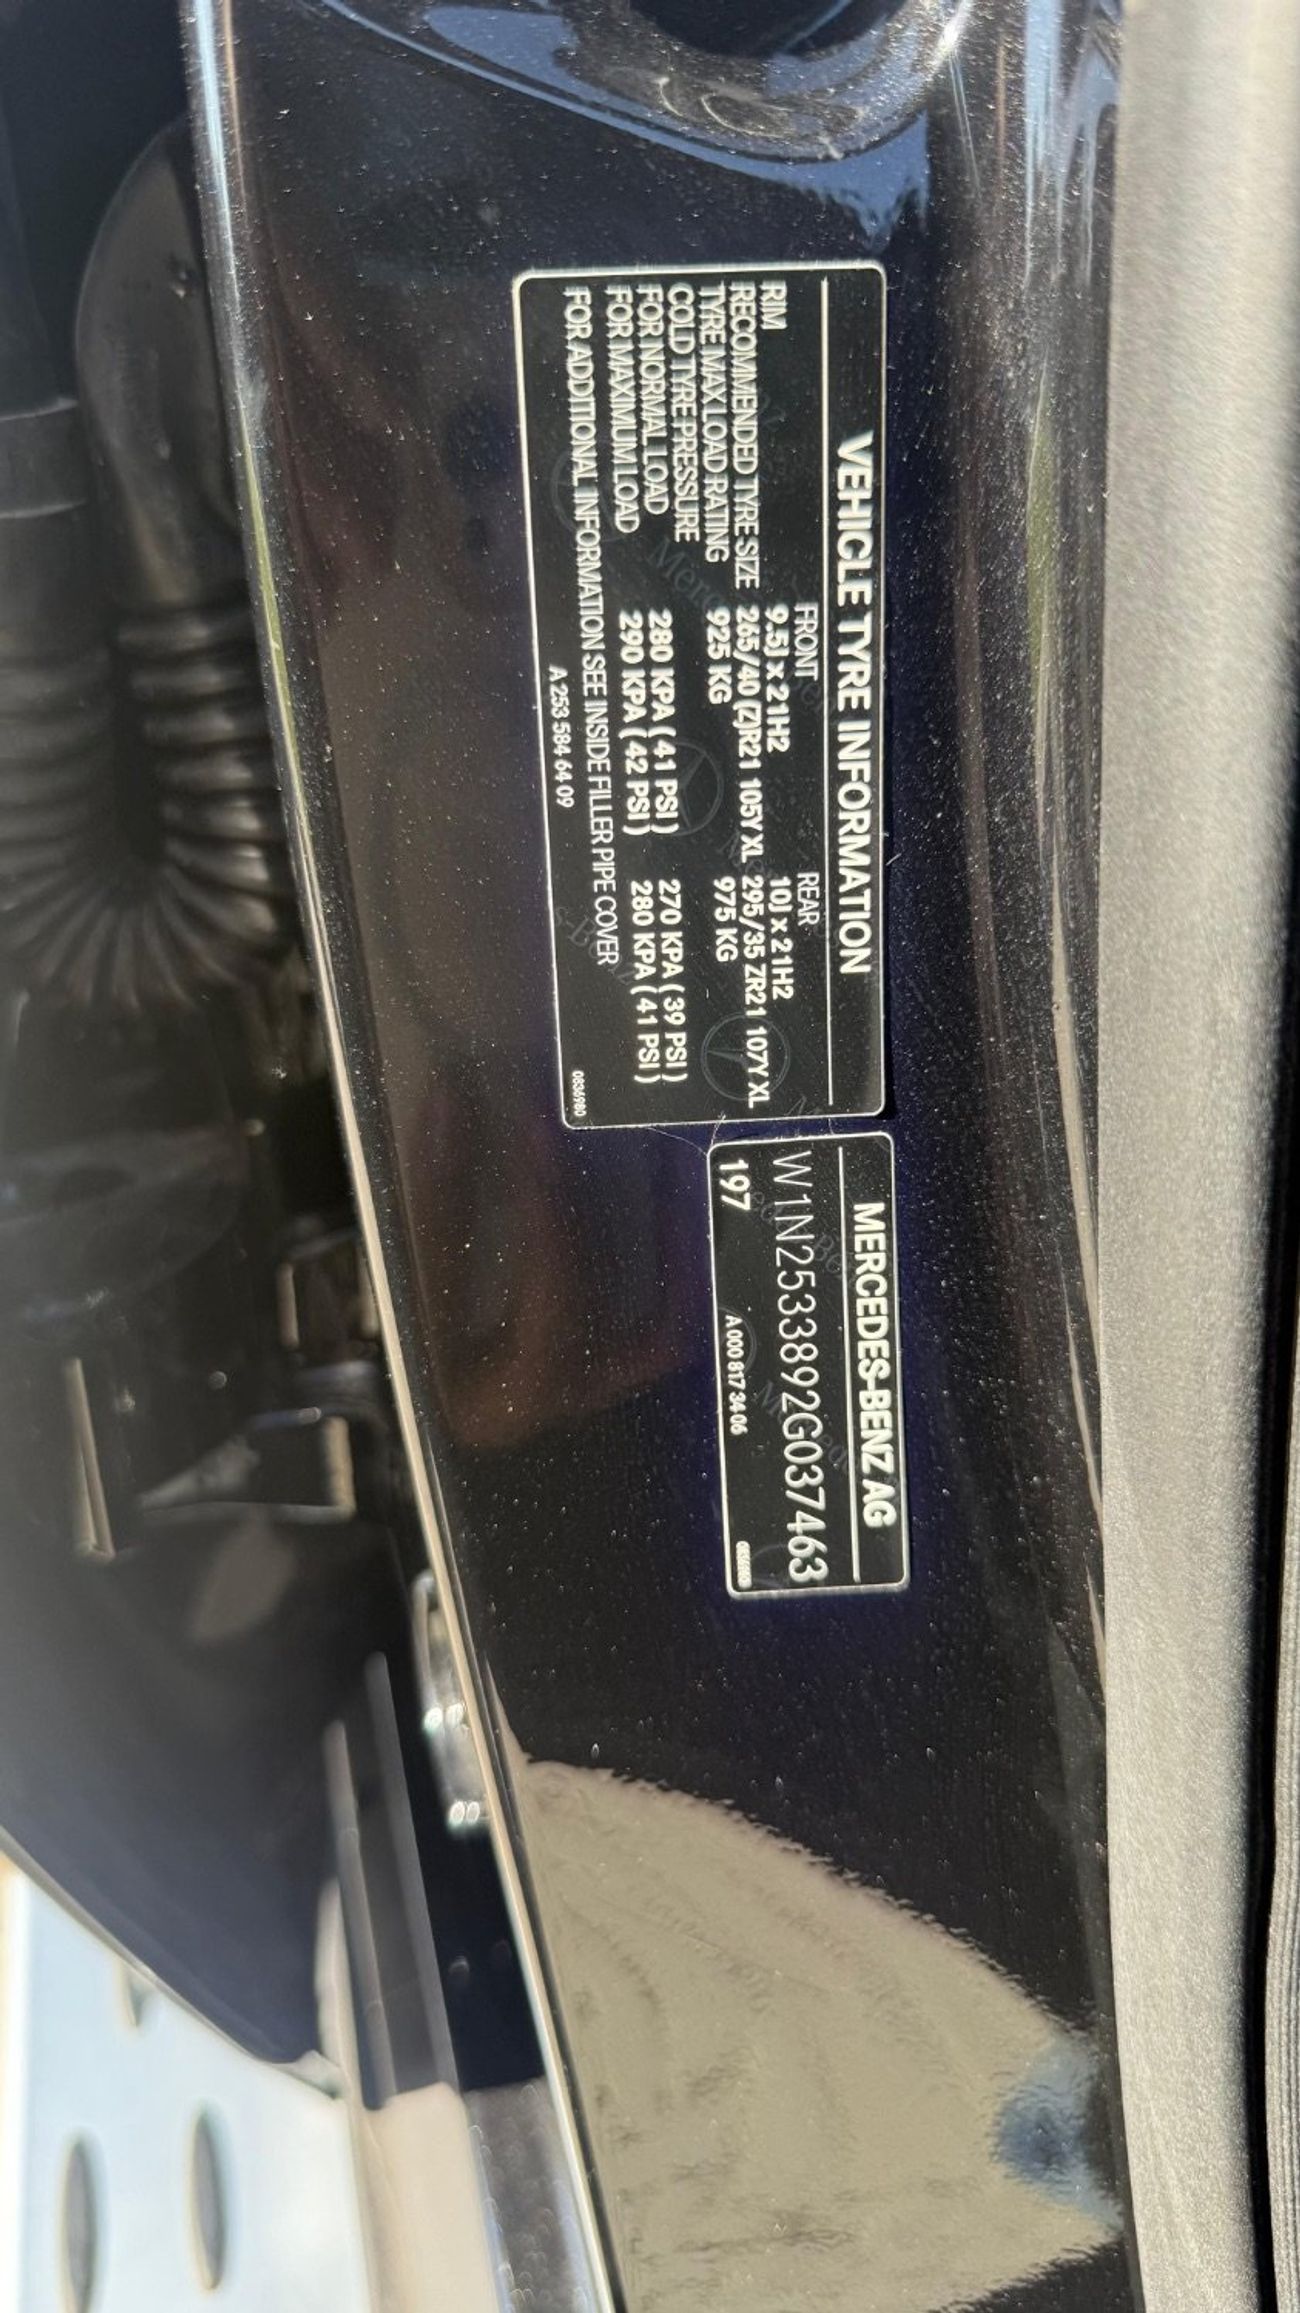 VEHICLE TYRE INFORMATION
FRONT REAR
RIM 9.5J x 21H2 10J x 21H2
RECOMMENDED TYRE SIZE 265/40 (Z)R21 105Y XL 295/35 ZR21 107Y XL
TYRE MAX LOAD RATING 925 KG 975 KG
COLD TYRE PRESSURE
FOR NORMAL LOAD 280 KPA ( 41 PSI ) 270 KPA ( 39 PSI )
FOR MAXIMUM LOAD 290 KPA ( 42 PSI ) 280 KPA ( 41 PSI )
FOR ADDITIONAL INFORMATION SEE INSIDE FILLER PIPE COVER
A 253 584 64 09 0836980
MERCEDES-BENZ AG
W1N2533892G037463
197 A 000 817 34 06